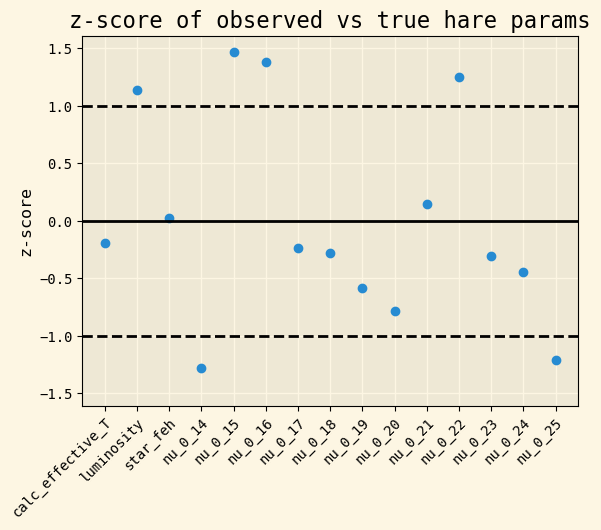 z-score of observed vs true hare params
z-score
1.5
1.0
0.5
0.0
−0.5
−1.0
−1.5
calc_effective_T
luminosity
star_feh
nu_0_14
nu_0_15
nu_0_16
nu_0_17
nu_0_18
nu_0_19
nu_0_20
nu_0_21
nu_0_22
nu_0_23
nu_0_24
nu_0_25